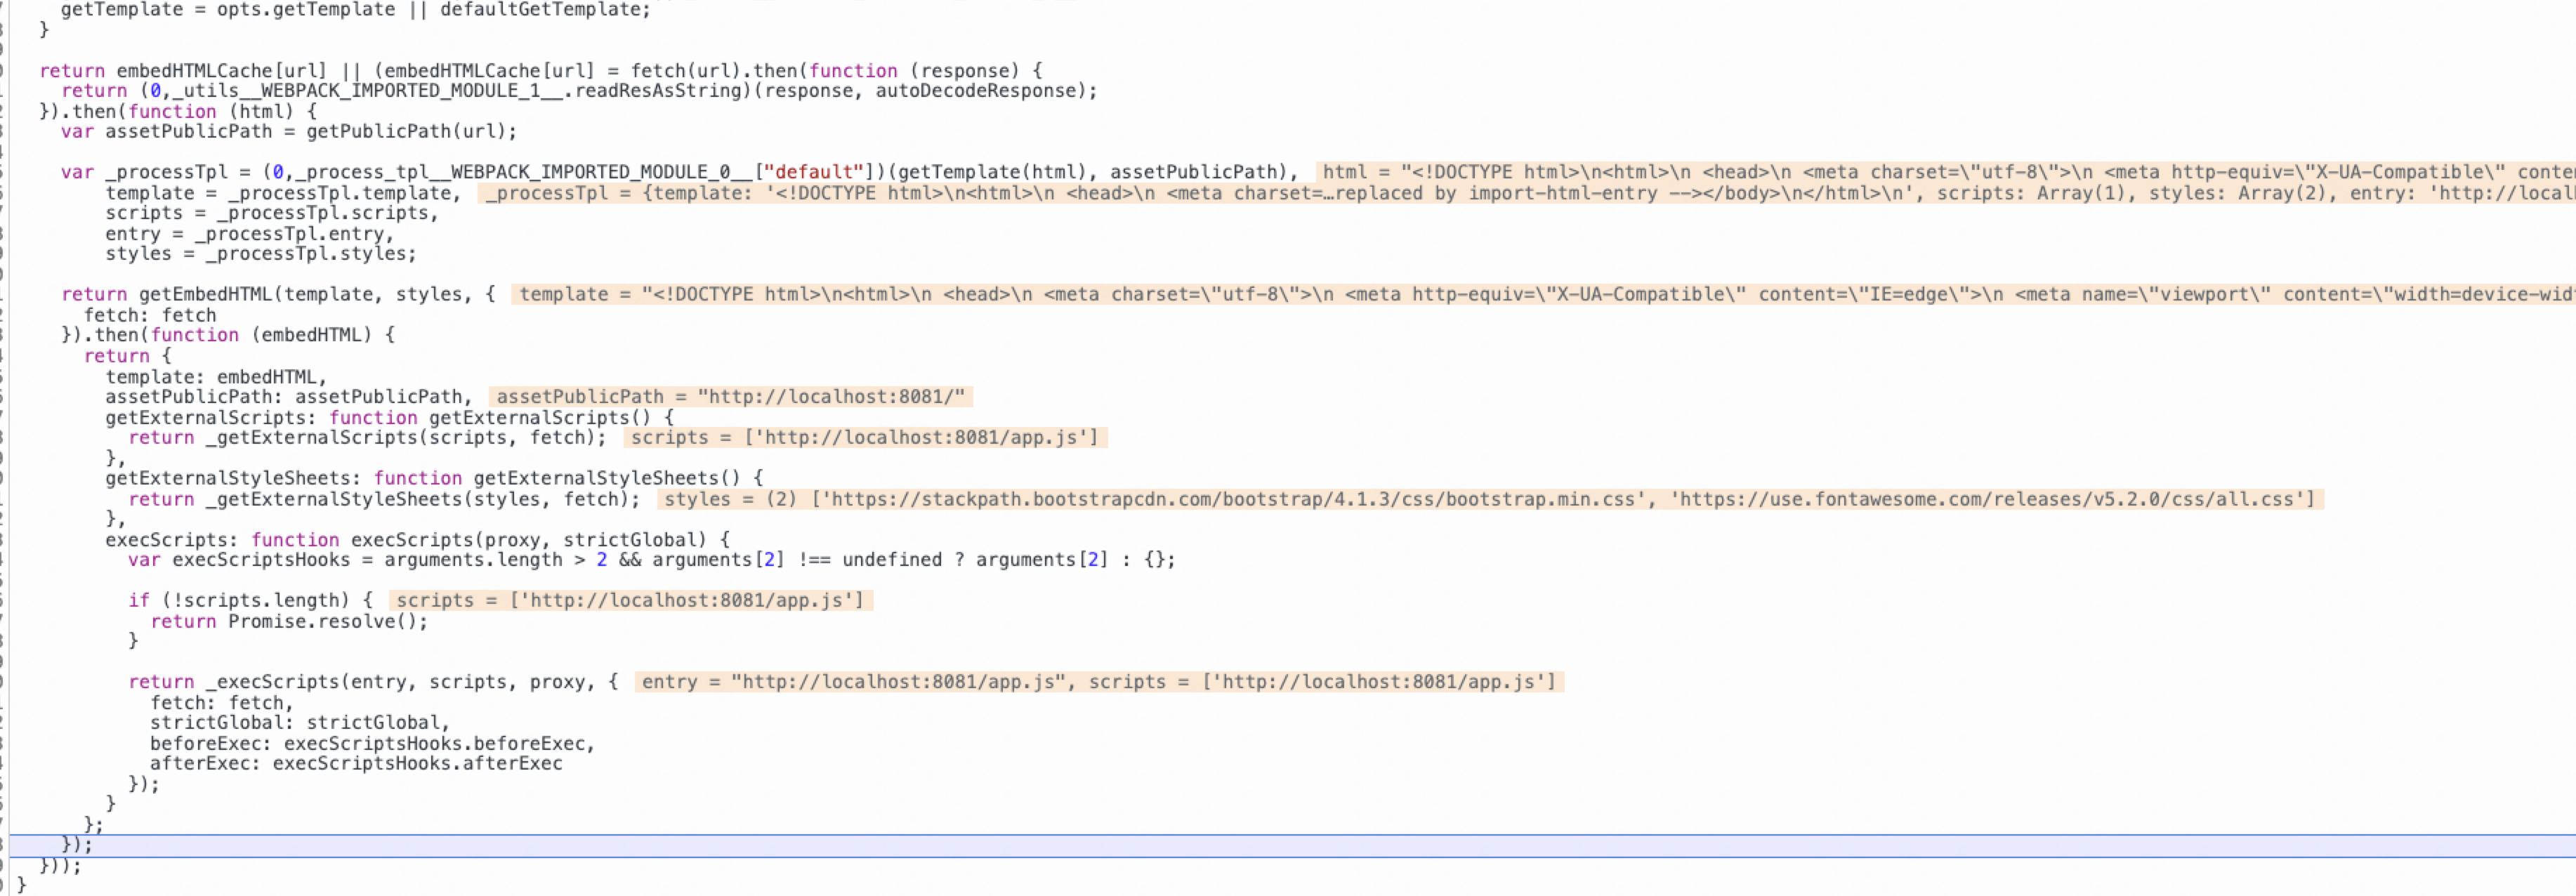 getTemplate = opts.getTemplate || defaultGetTemplate;
}
return embedHTMLCache[url] || (embedHTMLCache[url] = fetch(url).then(function (response) {
return (0,_utils__WEBPACK_IMPORTED_MODULE_1__.readResAsString)(response, autoDecodeResponse);
}).then(function (html) {
var assetPublicPath = getPublicPath(url);
var _processTpl = (0,_process_tpl__WEBPACK_IMPORTED_MODULE_0__["default"])(getTemplate(html), assetPublicPath), html = "<!DOCTYPE html>\n<html>\n <head>\n <meta charset=\"utf-8\">\n <meta http-equiv=\"X-UA-Compatible\" conte
template = _processTpl.template, _processTpl = {template: '<!DOCTYPE html>\n<html>\n <head>\n <meta charset=…replaced by import-html-entry --></body>\n</html>\n', scripts: Array(1), styles: Array(2), entry: 'http://local
scripts = _processTpl.scripts,
entry = _processTpl.entry,
styles = _processTpl.styles;
return getEmbedHTML(template, styles, { template = "<!DOCTYPE html>\n<html>\n <head>\n <meta charset=\"utf-8\">\n <meta http-equiv=\"X-UA-Compatible\" content=\"IE=edge\">\n <meta name=\"viewport\" content=\"width=device-wid
fetch: fetch
}).then(function (embedHTML) {
return {
template: embedHTML,
assetPublicPath: assetPublicPath, assetPublicPath = "http://localhost:8081/"
getExternalScripts: function getExternalScripts() {
return _getExternalScripts(scripts, fetch); scripts = ['http://localhost:8081/app.js']
},
getExternalStyleSheets: function getExternalStyleSheets() {
return _getExternalStyleSheets(styles, fetch); styles = (2) ['https://stackpath.bootstrapcdn.com/bootstrap/4.1.3/css/bootstrap.min.css', 'https://use.fontawesome.com/releases/v5.2.0/css/all.css']
},
execScripts: function execScripts(proxy, strictGlobal) {
var execScriptsHooks = arguments.length > 2 && arguments[2] !== undefined ? arguments[2] : {};
if (!scripts.length) { scripts = ['http://localhost:8081/app.js']
return Promise.resolve();
}
return _execScripts(entry, scripts, proxy, { entry = "http://localhost:8081/app.js", scripts = ['http://localhost:8081/app.js']
fetch: fetch,
strictGlobal: strictGlobal,
beforeExec: execScriptsHooks.beforeExec,
afterExec: execScriptsHooks.afterExec
});
}
};
});
}));
}